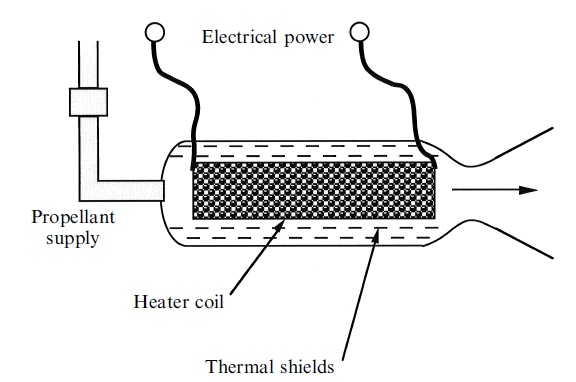 Electrical power
Propellant
supply
Heater coil
Thermal shields